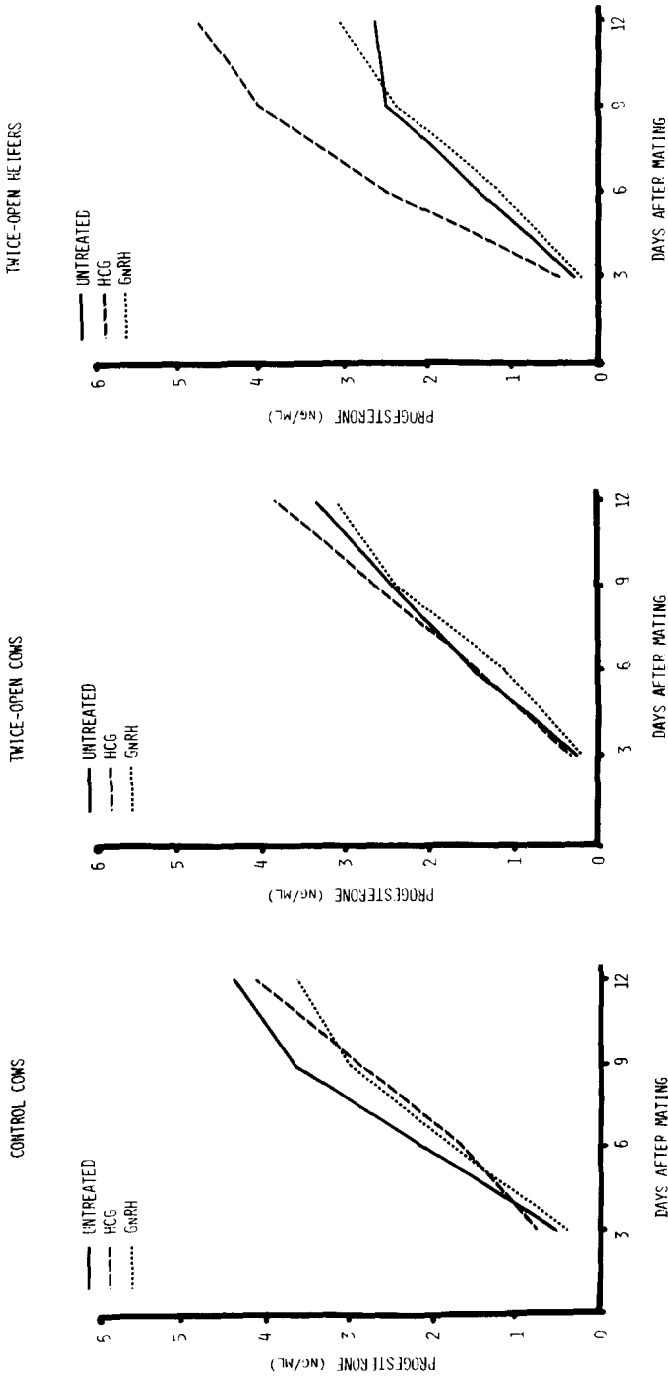 CONTROL COWS
UNTREATED
HCG
GNRH
PROGESTERONE (NG/ML)
6
5
4
3
2
1
0
3
6
9
12
DAYS AFTER MATING
TWICE-OPEN COWS
UNTREATED
HCG
GNRH
PROGESTERONE (NG/ML)
6
5
4
3
2
1
0
3
6
9
12
DAYS AFTER MATING
TWICE-OPEN HEIFERS
UNTREATED
HCG
GNRH
PROGESTERONE (NG/ML)
6
5
4
3
2
1
0
3
6
9
12
DAYS AFTER MATING